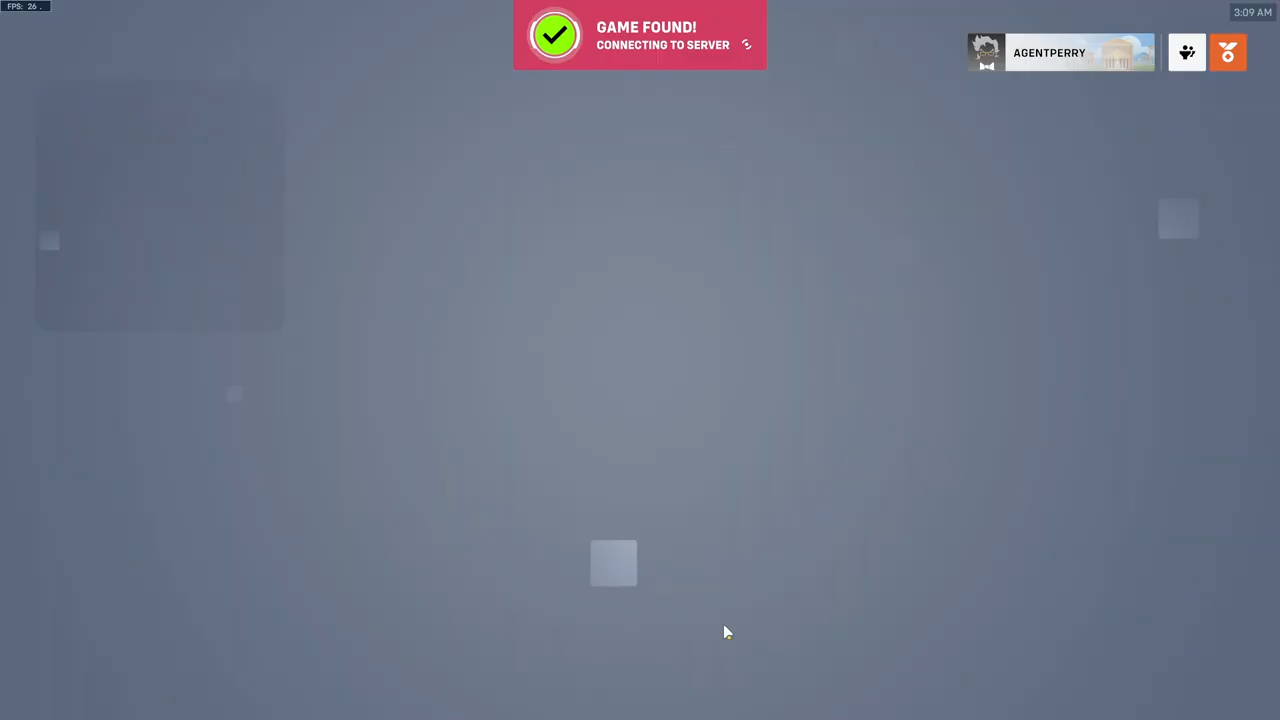 FPS: 26 .
GAME FOUND!
CONNECTING TO SERVER
3:09 AM
AGENTPERRY